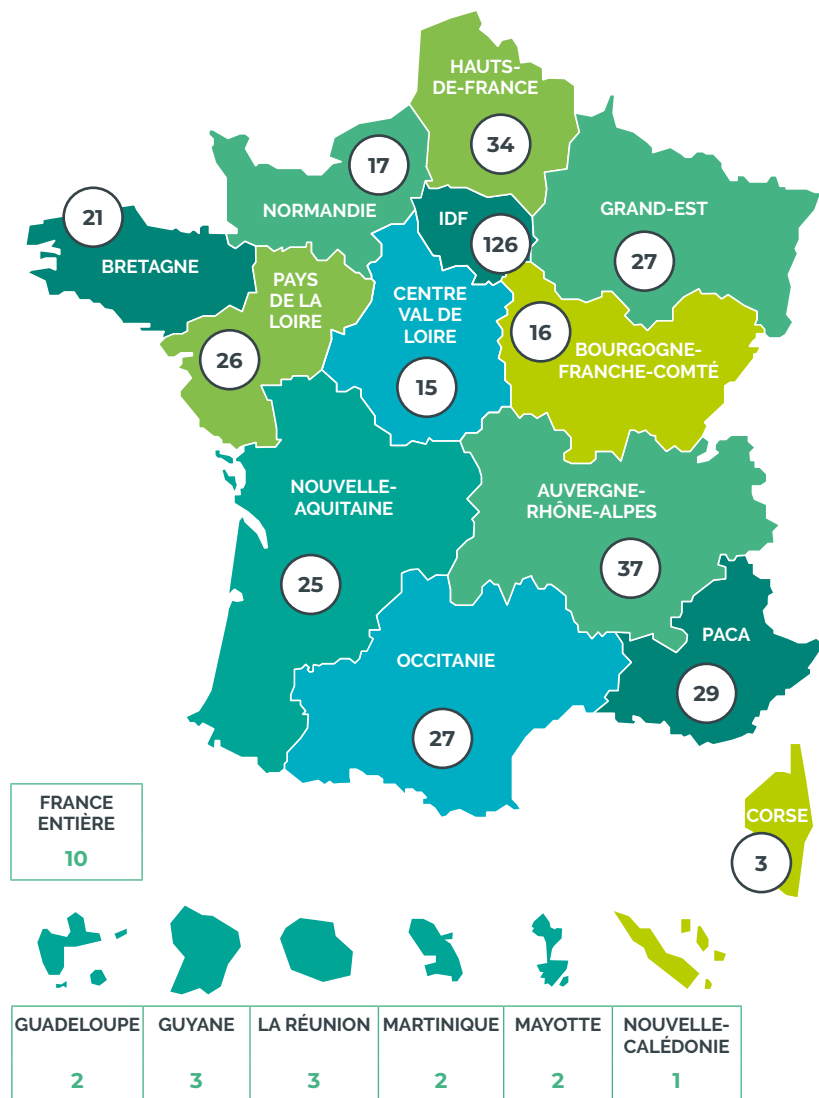 HAUTS-
DE-FRANCE
34
17
NORMANDIE
21
BRETAGNE
IDF
126
GRAND-EST
27
PAYS
DE LA
LOIRE
26
CENTRE
VAL DE
LOIRE
15
16
BOURGOGNE-
FRANCHE-COMTÉ
NOUVELLE-
AQUITAINE
25
AUVERGNE-
RHÔNE-ALPES
37
PACA
29
OCCITANIE
27
CORSE
3
FRANCE
ENTIÈRE
10
GUADELOUPE
2
GUYANE
3
LA RÉUNION
3
MARTINIQUE
2
MAYOTTE
2
NOUVELLE-
CALÉDONIE
1